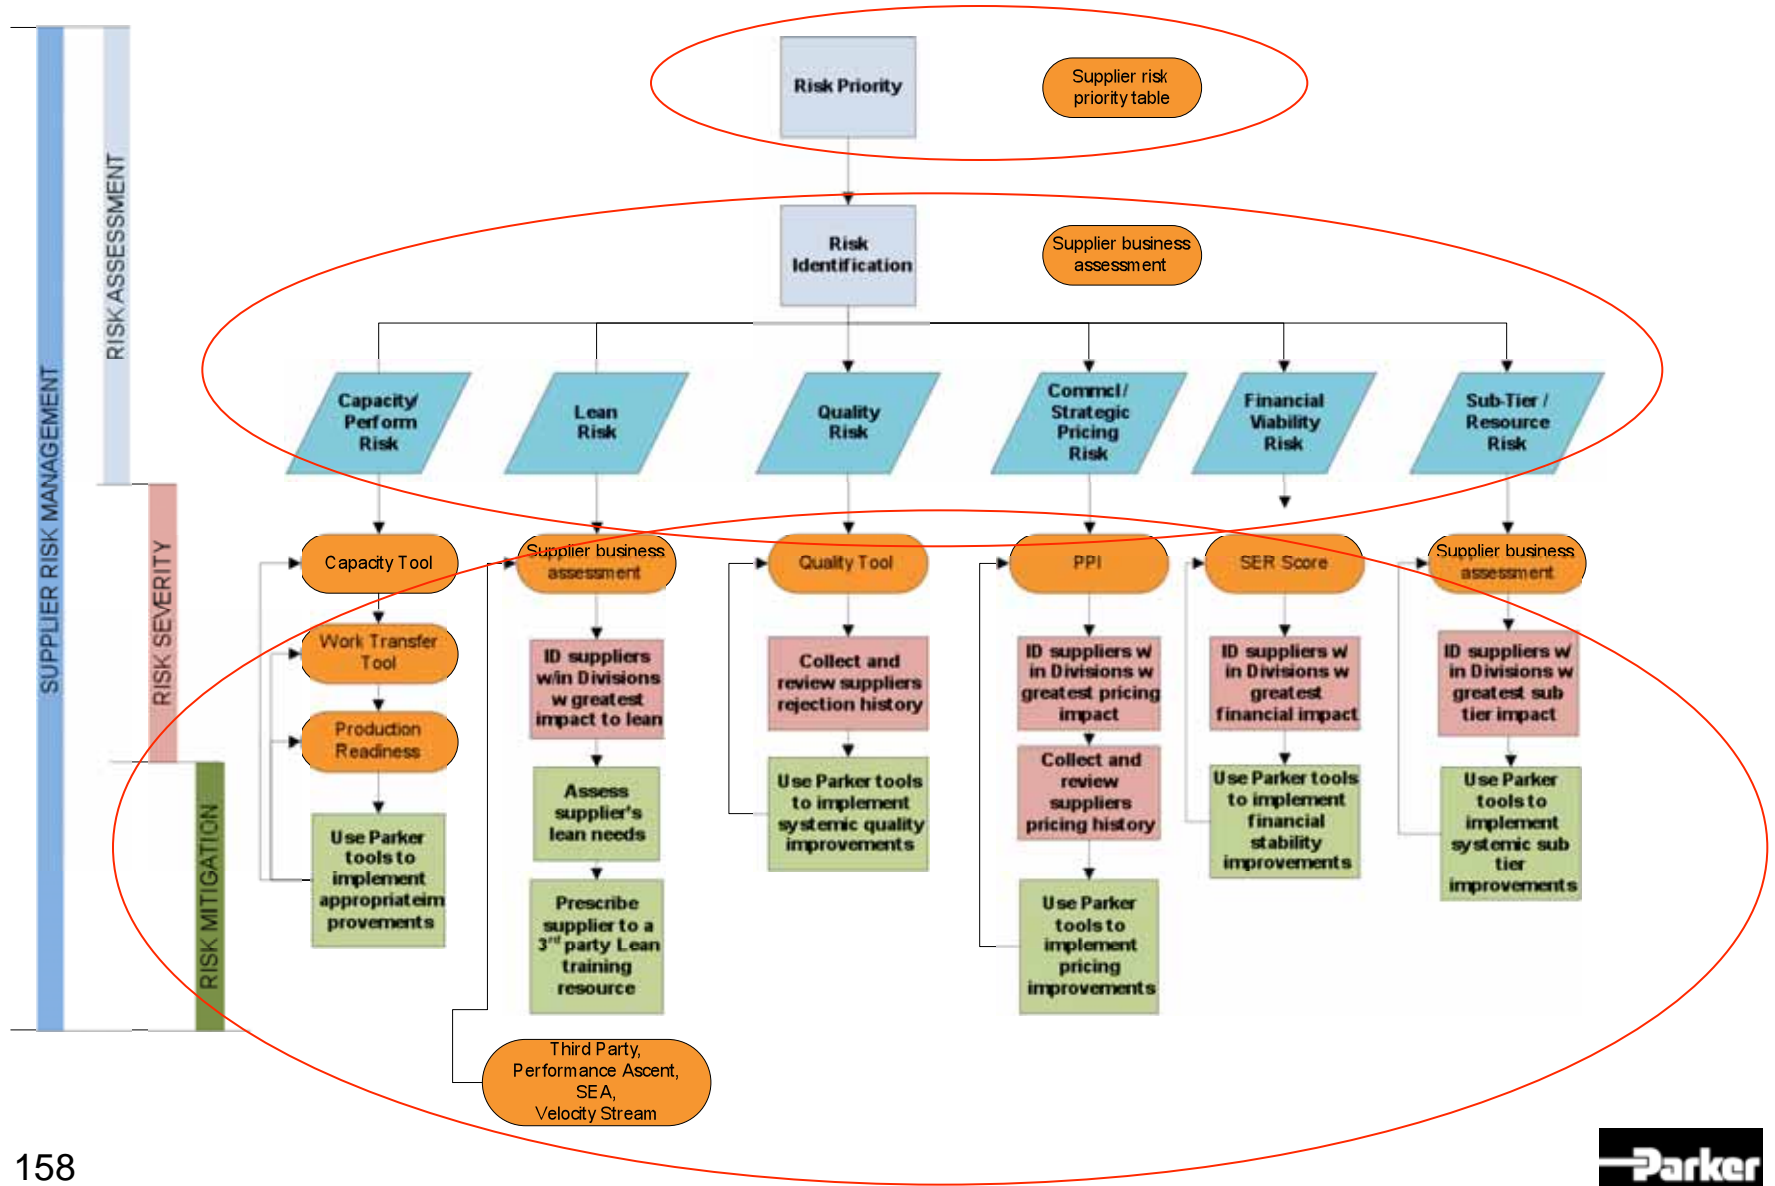 SUPPLIER RISK MANAGEMENT
RISK ASSESSMENT
RISK SEVERITY
RISK MITIGATION
Risk Priority
Supplier risk
priority table
Risk
Identification
Supplier business
assessment
Capacity/
Perform
Risk
Lean
Risk
Quality
Risk
Commcl /
Strategic
Pricing
Risk
Financial
Viability
Risk
Sub-Tier /
Resource
Risk
Capacity Tool
Work Transfer
Tool
Production
Readiness
Use Parker
tools to
implement
appropriateim
provements
Supplier business
assessment
ID suppliers
w/in Divisions
w greatest
impact to lean
Assess
supplier's
lean needs
Prescribe
supplier to a
3rd party Lean
training
resource
Third Party,
Performance Ascent,
SEA,
Velocity Stream
Quality Tool
Collect and
review suppliers
rejection history
Use Parker tools
to implement
systemic quality
improvements
PPI
ID suppliers w/
in Divisions w
greatest pricing
impact
Collect and
review
suppliers
pricing history
Use Parker
tools to
implement
pricing
improvements
SER Score
ID suppliers w/
in Divisions w
greatest
financial impact
Use Parker tools
to implement
financial
stability
improvements
Supplier business
assessment
ID suppliers w/
in Divisions w
greatest sub
tier impact
Use Parker
tools to
implement
systemic sub
tier
improvements
158
Parker